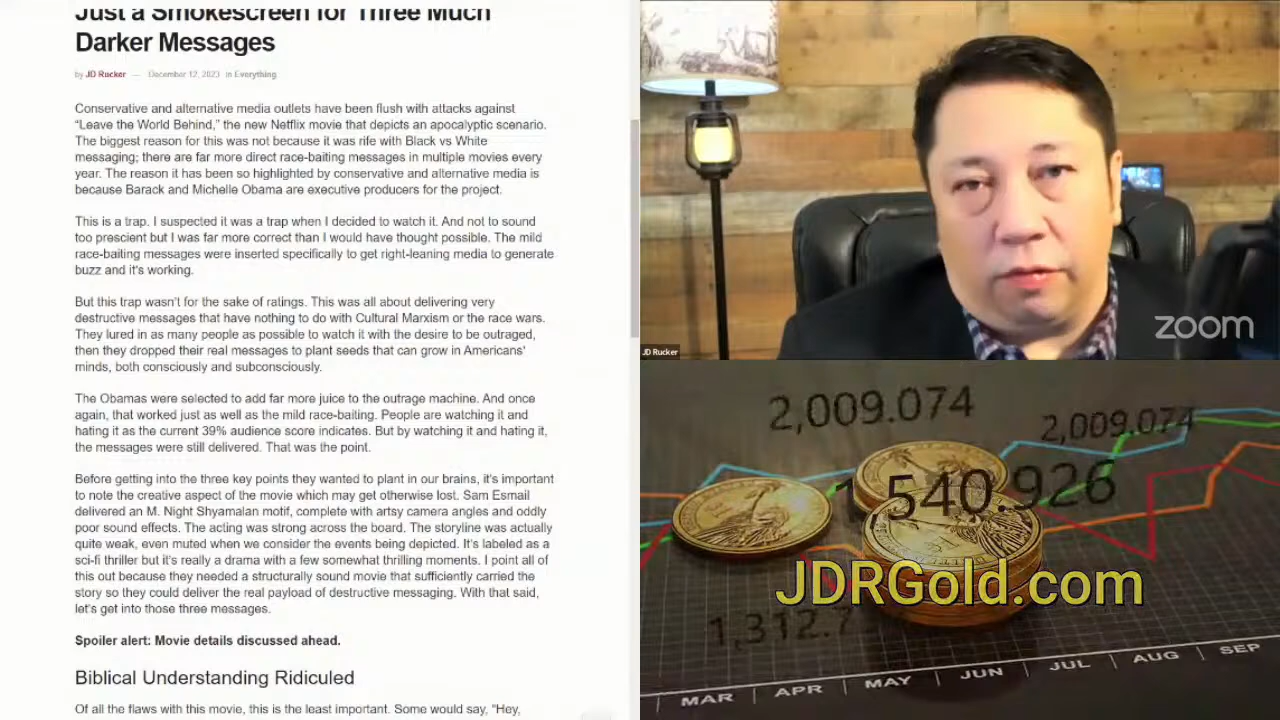 Just a Smokescreen for Three Much
Darker Messages
by JD Rucker — December 12, 2023 in Everything
Conservative and alternative media outlets have been flush with attacks against
“Leave the World Behind,” the new Netflix movie that depicts an apocalyptic scenario.
The biggest reason for this was not because it was rife with Black vs White
messaging; there are far more direct race-baiting messages in multiple movies every
year. The reason it has been so highlighted by conservative and alternative media is
because Barack and Michelle Obama are executive producers for the project.
This is a trap. I suspected it was a trap when I decided to watch it. And not to sound
too prescient but I was far more correct than I would have thought possible. The mild
race-baiting messages were inserted specifically to get right-leaning media to generate
buzz and it's working.
But this trap wasn't for the sake of ratings. This was all about delivering very
destructive messages that have nothing to do with Cultural Marxism or the race wars.
They lured in as many people as possible to watch it with the desire to be outraged,
then they dropped their real messages to plant seeds that can grow in Americans'
minds, both consciously and subconsciously.
The Obamas were selected to add far more juice to the outrage machine. And once
again, that worked just as well as the mild race-baiting. People are watching it and
hating it as the current 39% audience score indicates. But by watching it and hating it,
the messages were still delivered. That was the point.
Before getting into the three key points they wanted to plant in our brains, it's important
to note the creative aspect of the movie which may get otherwise lost. Sam Esmail
delivered an M. Night Shyamalan motif, complete with artsy camera angles and oddly
poor sound effects. The acting was strong across the board. The storyline was actually
quite weak, even muted when we consider the events being depicted. It's labeled as a
sci-fi thriller but it's really a drama with a few somewhat thrilling moments. I point all of
this out because they needed a structurally sound movie that sufficiently carried the
story so they could deliver the real payload of destructive messaging. With that said,
let's get into those three messages.
Spoiler alert: Movie details discussed ahead.
Biblical Understanding Ridiculed
Of all the flaws with this movie, this is the least important. Some would say, "Hey,
zoom
JD Rucker
2,009.074
2,009.074
1,540.926
JDRGold.com
1,312.7
MAR APR MAY JUN JUL AUG SEP